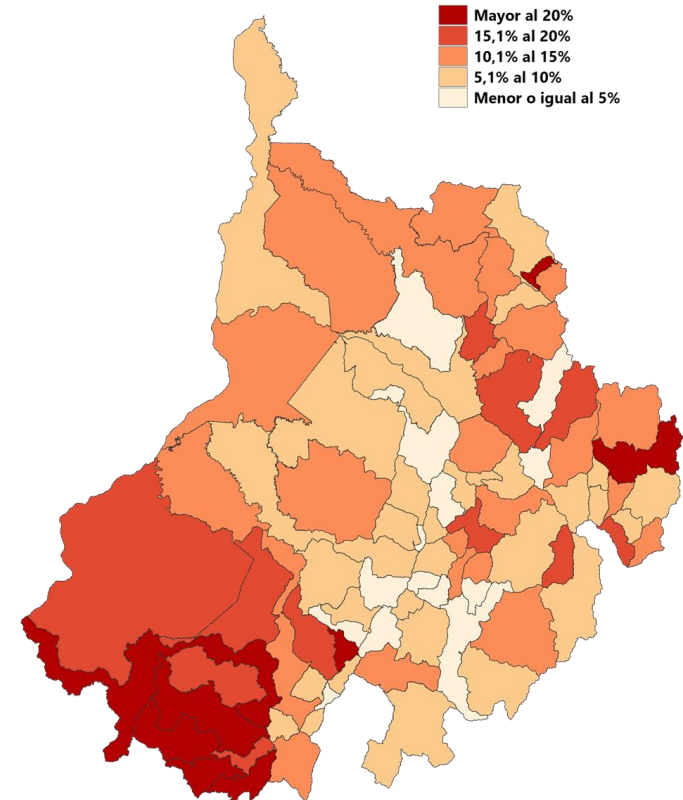 Mayor al 20%
15,1% al 20%
10,1% al 15%
5,1% al 10%
Menor o igual al 5%